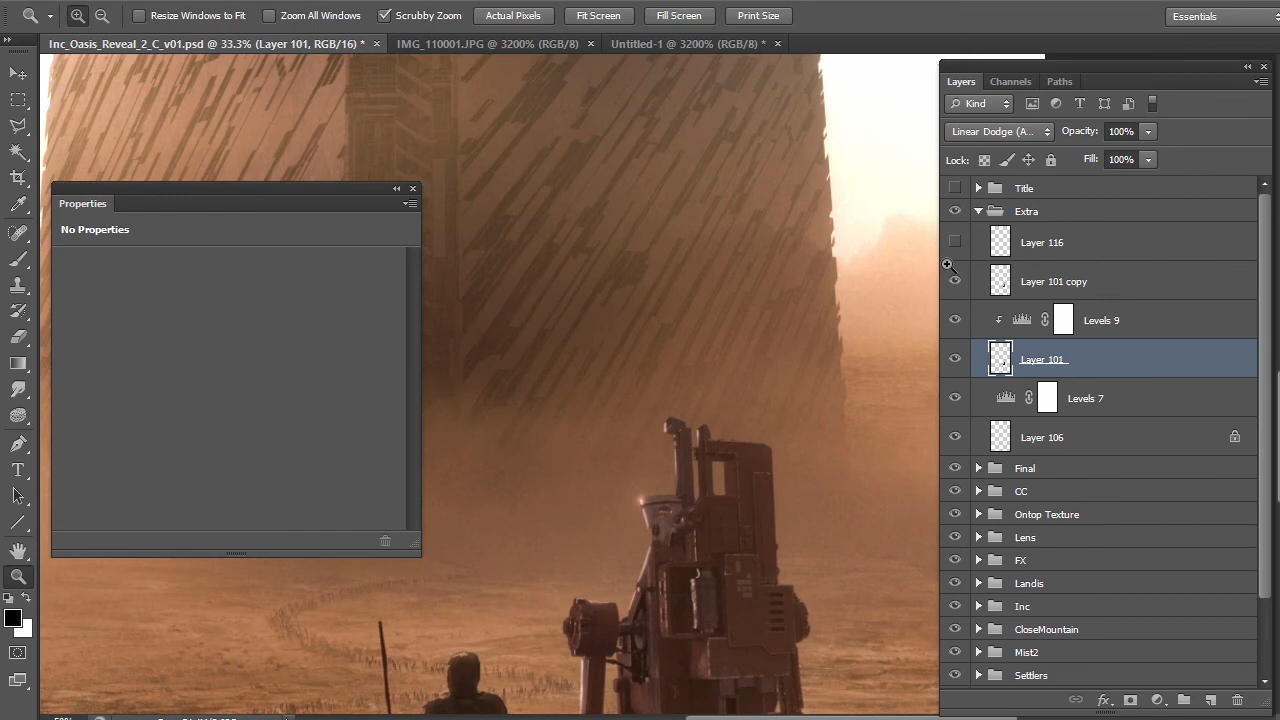 Resize Windows to Fit
Zoom All Windows
Scrubby Zoom
Actual Pixels
Fit Screen
Fill Screen
Print Size
Essentials
Inc_Oasis_Reveal_2_C_v01.psd @ 33.3% (Layer 101, RGB/16) *
IMG_110001.JPG @ 3200% (RGB/8)
Untitled-1 @ 3200% (RGB/8) *
Properties
No Properties
Layers
Channels
Paths
Kind
Linear Dodge (A...
Opacity:
100%
Lock:
Fill:
100%
Title
Extra
Layer 116
Layer 101 copy
Levels 9
Layer 101
Levels 7
Layer 106
Final
CC
Ontop Texture
Lens
FX
Landis
Inc
CloseMountain
Mist2
Settlers